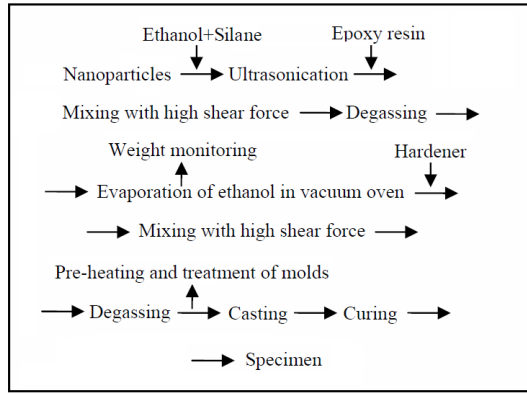 Ethanol+Silane
Epoxy resin
Nanoparticles
Ultrasonication
Mixing with high shear force
Degassing
Weight monitoring
Hardener
Evaporation of ethanol in vacuum oven
Mixing with high shear force
Pre-heating and treatment of molds
Degassing
Casting
Curing
Specimen